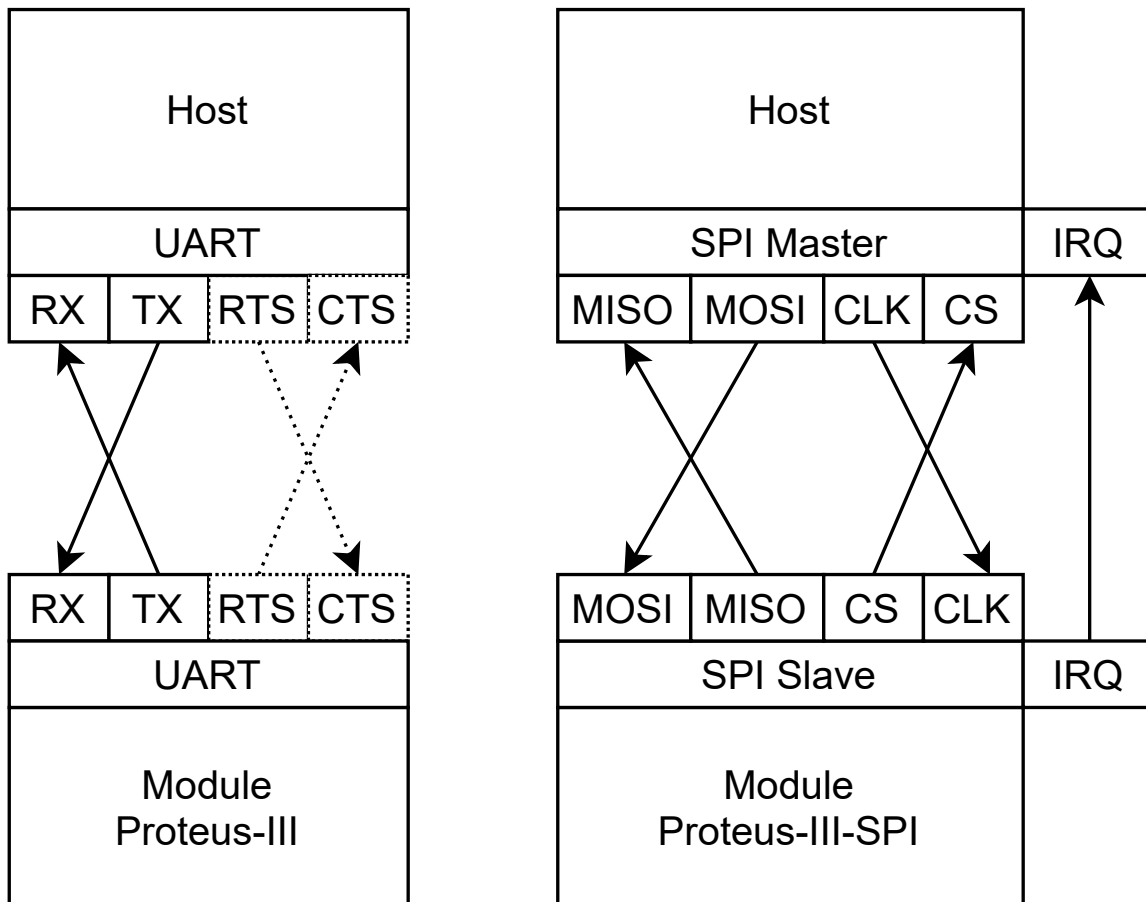 Host
UART
RX TX RTS CTS
RX TX RTS CTS
UART
Module
Proteus-III
Host
SPI Master IRQ
MISO MOSI CLK CS
MOSI MISO CS CLK
SPI Slave IRQ
Module
Proteus-III-SPI